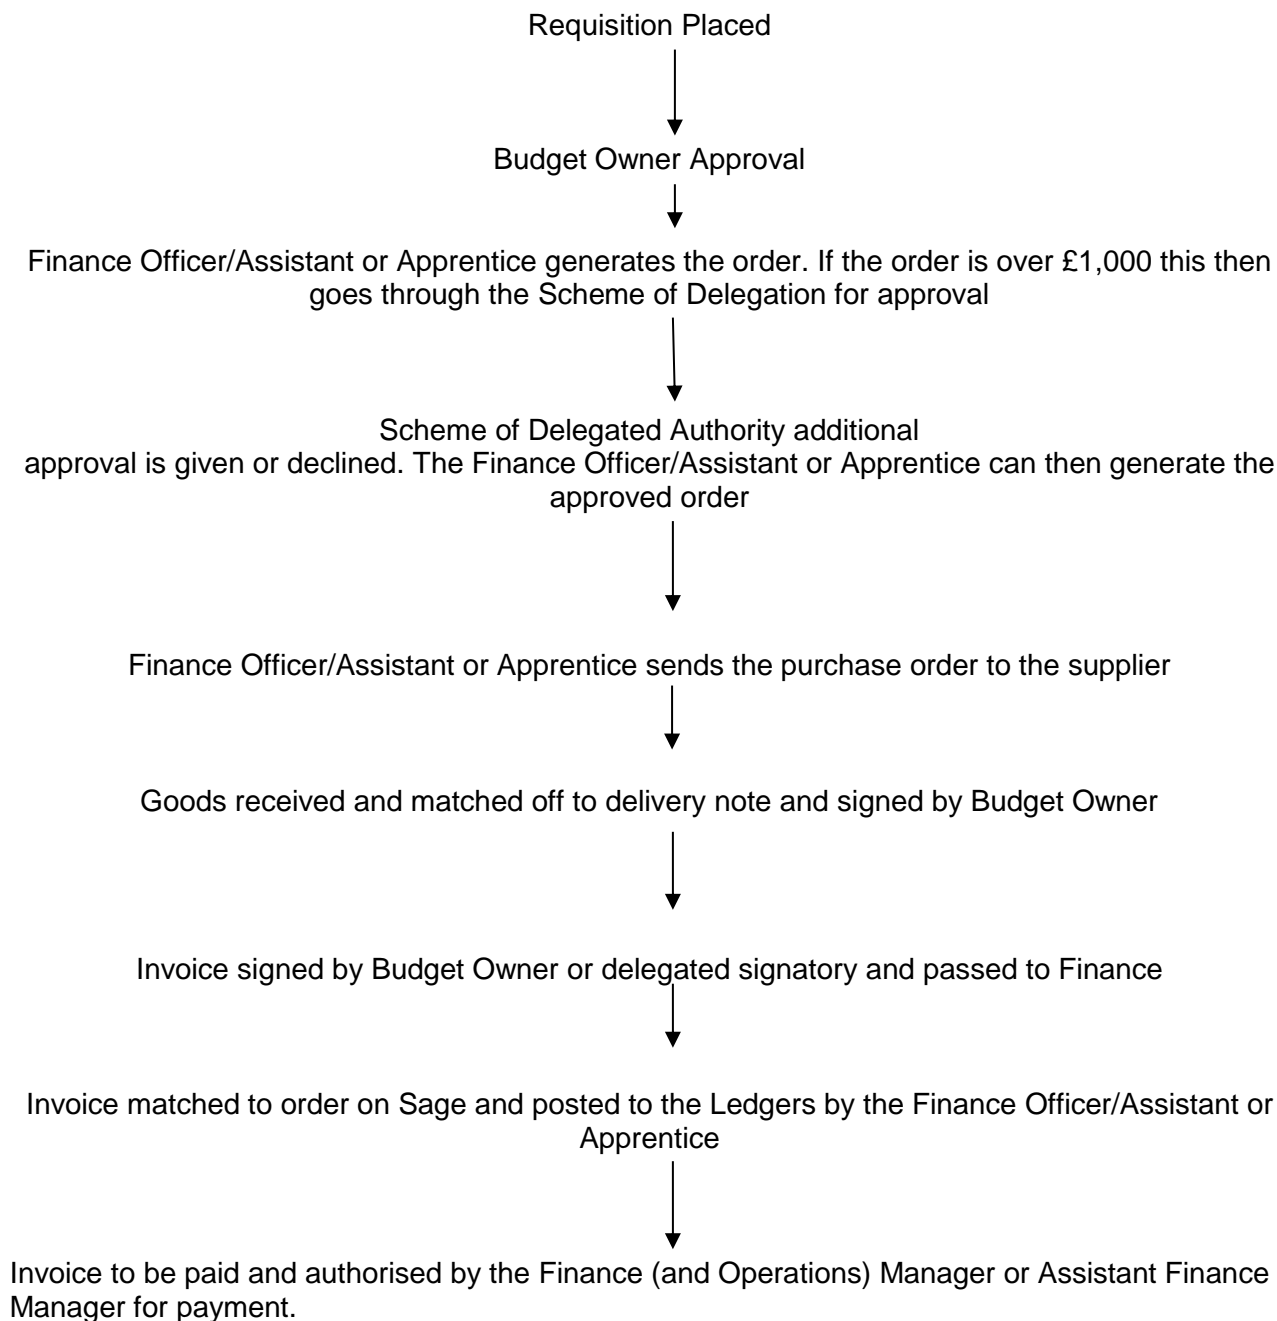 Requisition Placed
Budget Owner Approval
Finance Officer/Assistant or Apprentice generates the order. If the order is over £1,000 this then
goes through the Scheme of Delegation for approval
Scheme of Delegated Authority additional
approval is given or declined. The Finance Officer/Assistant or Apprentice can then generate the
approved order
Finance Officer/Assistant or Apprentice sends the purchase order to the supplier
Goods received and matched off to delivery note and signed by Budget Owner
Invoice signed by Budget Owner or delegated signatory and passed to Finance
Invoice matched to order on Sage and posted to the Ledgers by the Finance Officer/Assistant or
Apprentice
Invoice to be paid and authorised by the Finance (and Operations) Manager or Assistant Finance
Manager for payment.